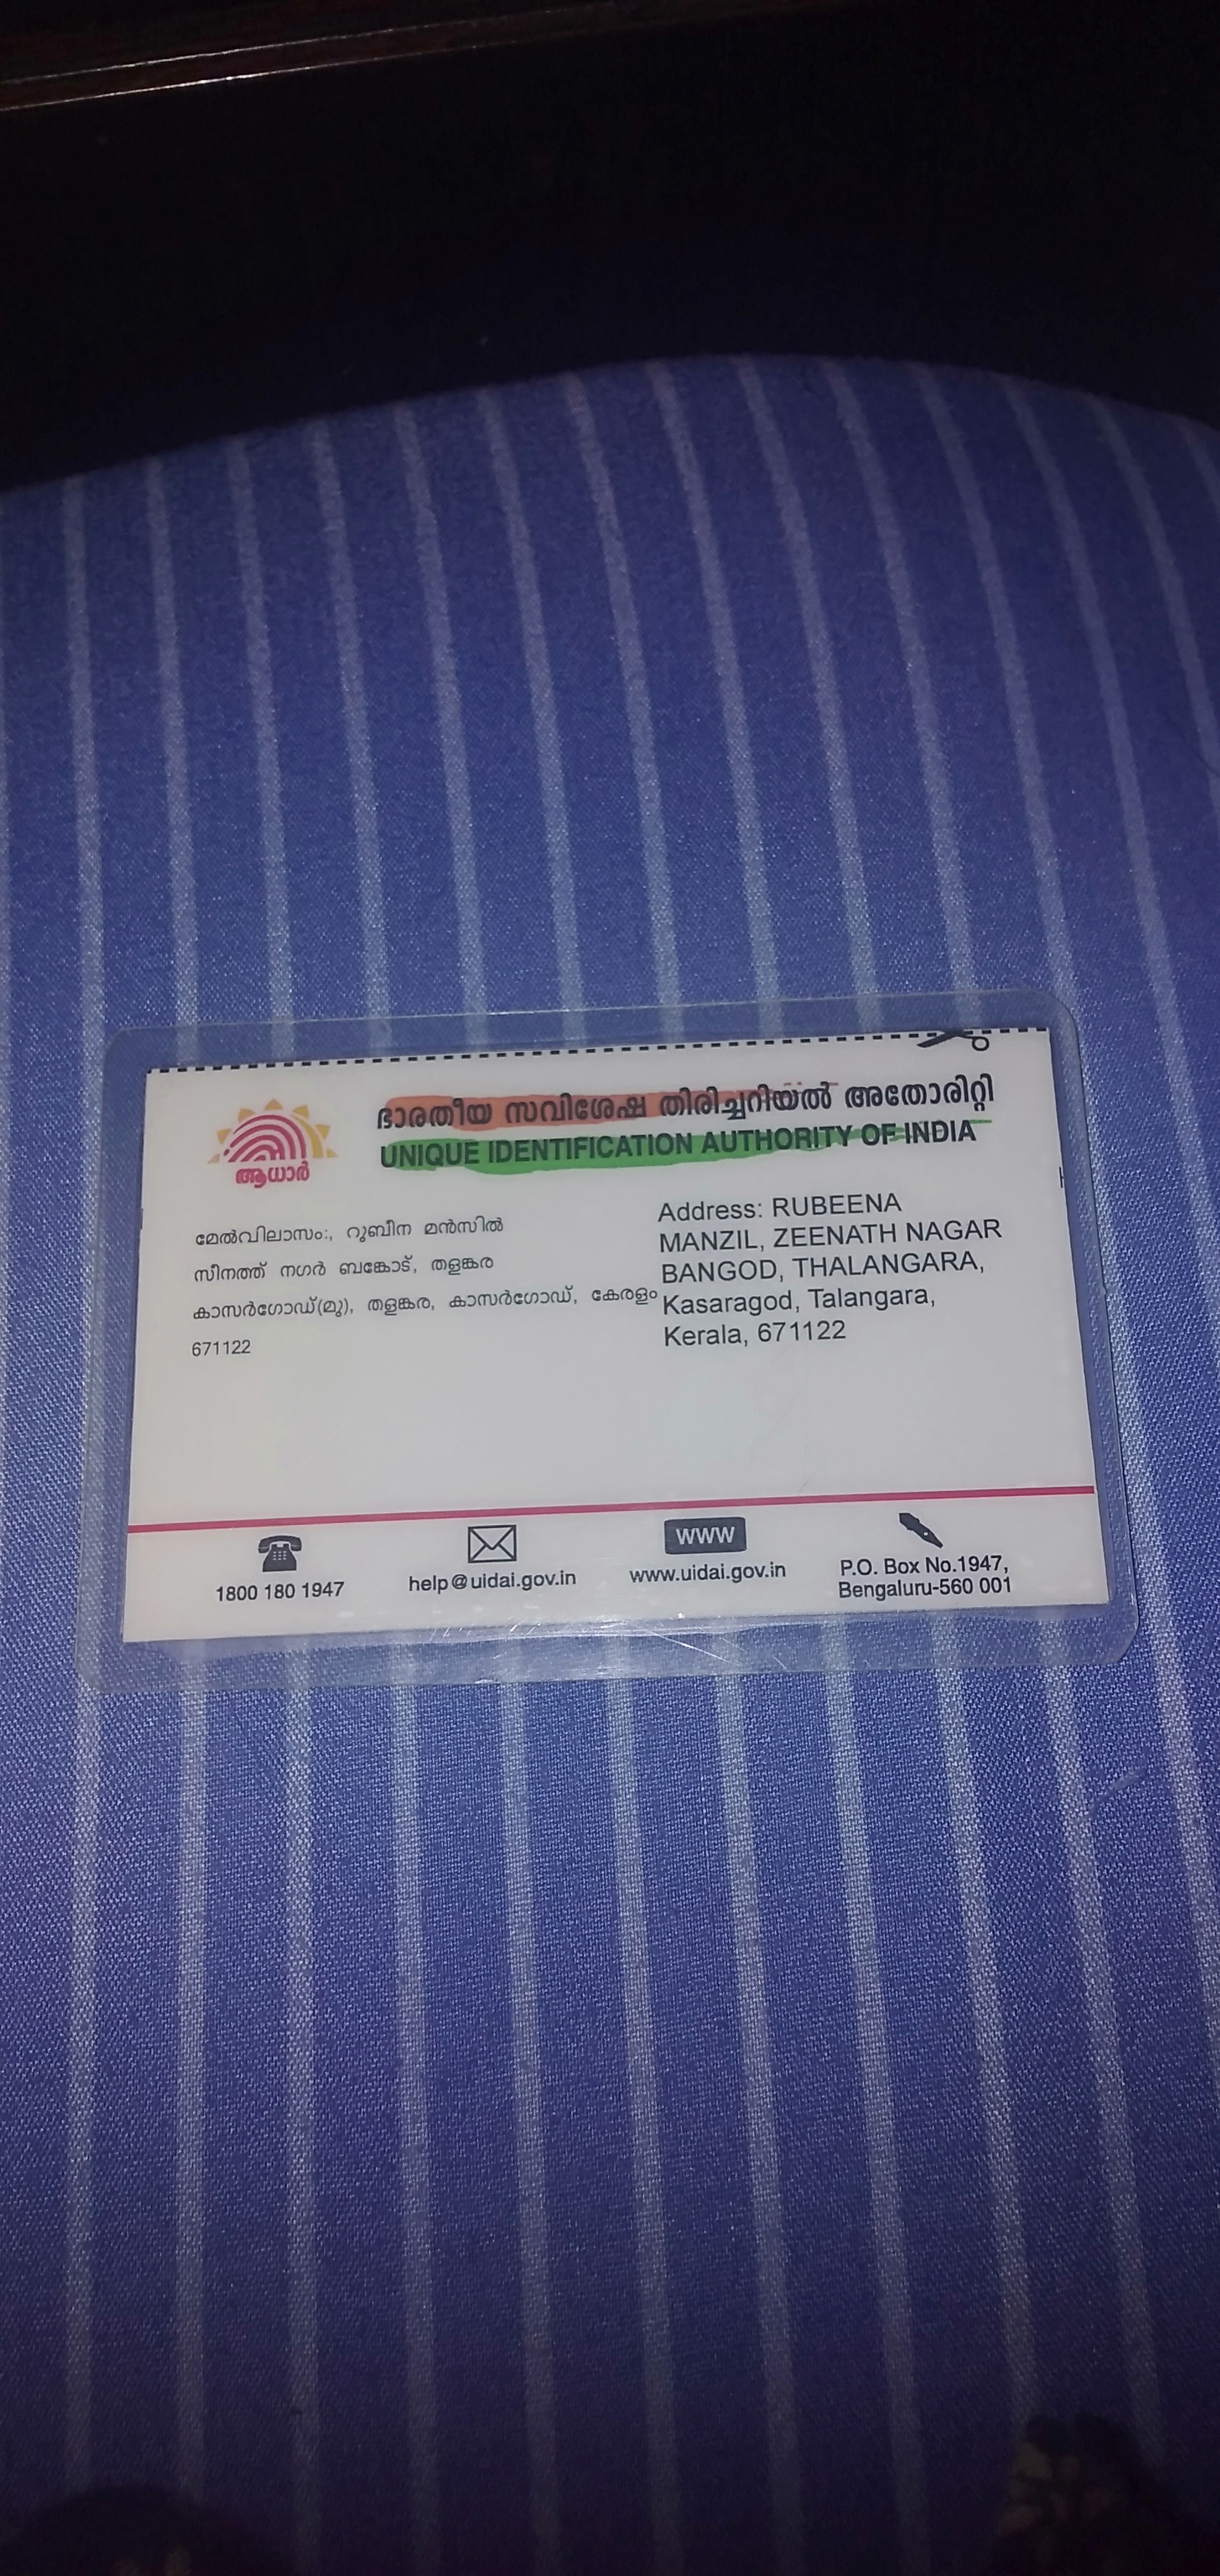 ഭാരതീയ സവിശേഷ തിരിച്ചറിയൽ അതോരിറ്റി
UNIQUE IDENTIFICATION AUTHORITY OF INDIA
ആധാർ
മേൽവിലാസം:, റുബീന മൻസിൽ
സീനത്ത് നഗർ ബങ്കോട്, തളങ്കര
കാസർഗോഡ്(മു), തളങ്കര, കാസർഗോഡ്, കേരളം
671122
Address: RUBEENA
MANZIL, ZEENATH NAGAR
BANGOD, THALANGARA,
Kasaragod, Talangara,
Kerala, 671122
1800 180 1947
help@uidai.gov.in
WWW
www.uidai.gov.in
P.O. Box No.1947,
Bengaluru-560 001